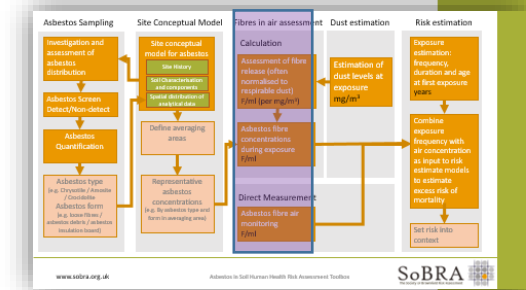 Asbestos Sampling
Investigation and
assessment of
asbestos
distribution
Asbestos Screen
Detect/Non-detect
Asbestos
Quantification
Asbestos type
(e.g. Chrysotile / Amosite /
Crocidolite)
Asbestos form
(e.g. loose fibres /
asbestos debris / asbestos
insulation board)
Site Conceptual Model
Site conceptual
model for asbestos
Site History
Soil Characterisation
and components
Spatial distribution of
analytical data
Define averaging
areas
Representative
asbestos
concentrations
(e.g. By asbestos type and
form in averaging area)
Fibres in air assessment
Calculation
Assessment of fibre
release (often
normalised to
respirable dust)
F/ml (per mg/m³)
Asbestos fibre
concentrations
during exposure
F/ml
Direct Measurement
Asbestos fibre air
monitoring
F/ml
Dust estimation
Estimation of
dust levels at
exposure
mg/m³
Risk estimation
Exposure
estimation:
frequency,
duration and age
at first exposure
years
Combine
exposure
frequency with
air concentration
as input to risk
estimate models
to estimate
excess risk of
mortality
Set risk into
context
www.sobra.org.uk
Asbestos in Soil Human Health Risk Assessment Toolbox
SoBRA
The Society of Brownfield Risk Assessment